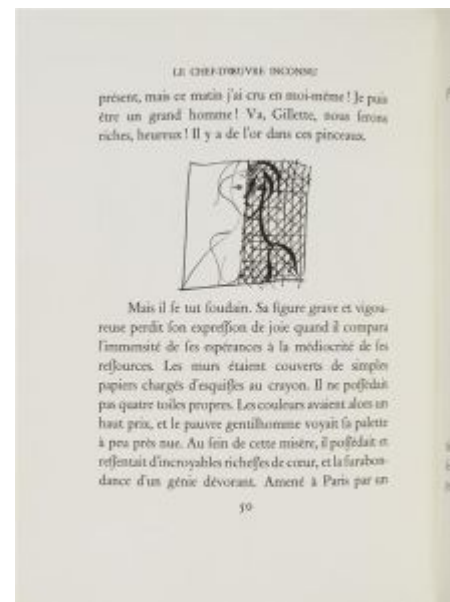 LE CHEF-D'ŒUVRE INCONNU
préſent, mais ce matin j'ai cru en moi-même ! Je puis
être un grand homme ! Va, Gillette, nous ſerons
riches, heureux ! Il y a de l'or dans ces pinceaux.
Mais il ſe tut ſoudain. Sa figure grave et vigou-
reuse perdit ſon expreſſion de joie quand il compara
l'immenſité de ſes eſpérances à la médiocrité de ſes
reſſources. Les murs étaient couverts de simples
papiers chargés d'eſquiſſes au crayon. Il ne poſſédait
pas quatre toiles propres. Les couleurs avaient alors un
haut prix, et le pauvre gentilhomme voyait ſa palette
à peu près nue. Au ſein de cette miſère, il poſſédait et
reſſentait d'incroyables richeſſes de cœur, et la ſurabon-
dance d'un génie dévorant. Amené à Paris par un
50